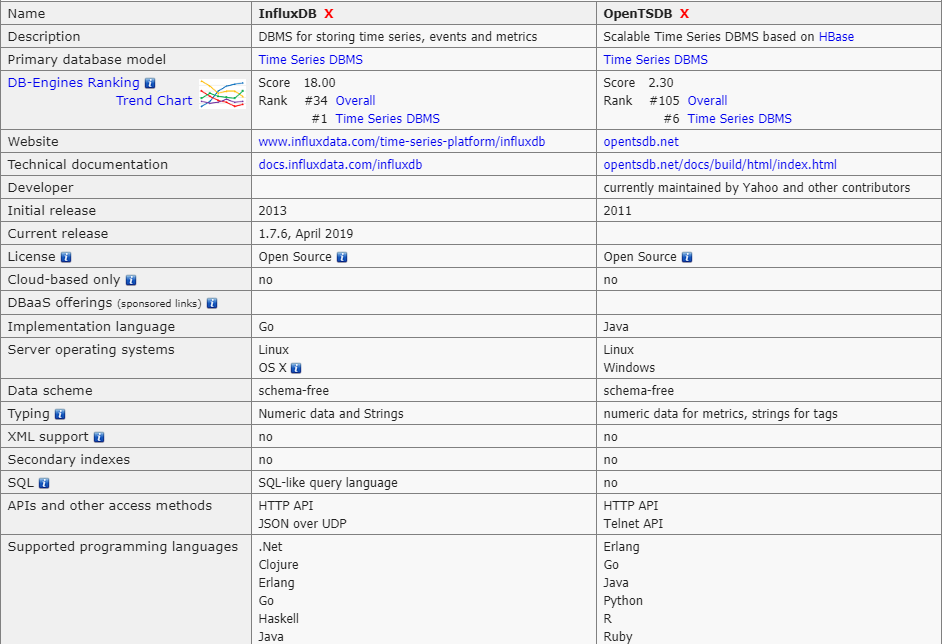 Name InfluxDB X OpenTSDB X
Description DBMS for storing time series, events and metrics Scalable Time Series DBMS based on HBase
Primary database model Time Series DBMS Time Series DBMS
DB-Engines Ranking Score 18.00 Score 2.30
Trend Chart Rank #34 Overall Rank #105 Overall
#1 Time Series DBMS #6 Time Series DBMS
Website www.influxdata.com/time-series-platform/influxdb opentsdb.net
Technical documentation docs.influxdata.com/influxdb opentsdb.net/docs/build/html/index.html
Developer currently maintained by Yahoo and other contributors
Initial release 2013 2011
Current release 1.7.6, April 2019
License Open Source Open Source
Cloud-based only no no
DBaaS offerings (sponsored links)
Implementation language Go Java
Server operating systems Linux Linux
OS X Windows
Data scheme schema-free schema-free
Typing Numeric data and Strings numeric data for metrics, strings for tags
XML support no no
Secondary indexes no no
SQL SQL-like query language no
APIs and other access methods HTTP API HTTP API
JSON over UDP Telnet API
Supported programming languages .Net Erlang
Clojure Go
Erlang Java
Go Python
Haskell R
Java Ruby